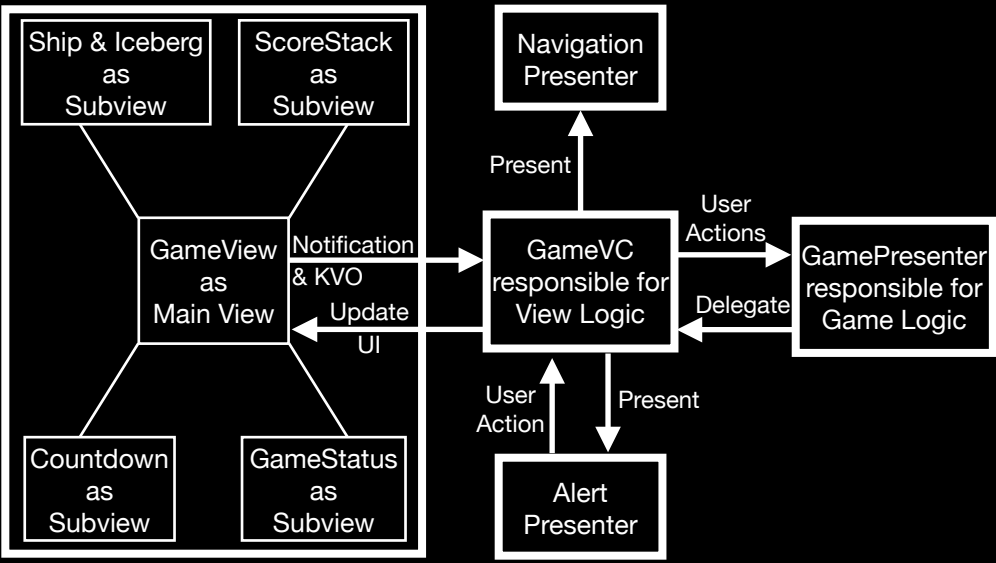 Ship & Iceberg
as
Subview
ScoreStack
as
Subview
Navigation
Presenter
Present
GameView
as
Main View
Notification
& KVO
Update
UI
GameVC
responsible for
View Logic
User
Actions
Delegate
GamePresenter
responsible for
Game Logic
User
Action
Present
Countdown
as
Subview
GameStatus
as
Subview
Alert
Presenter